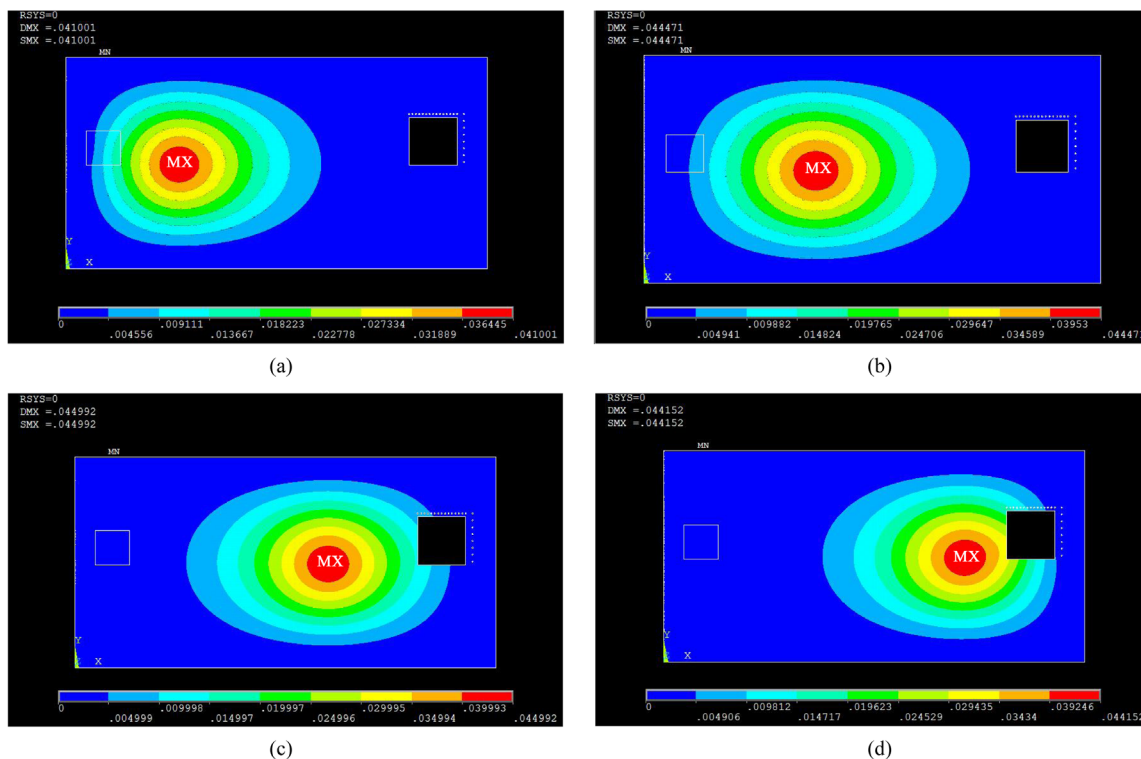 RSYS=0
DMX =.041001
SMX =.041001
MN
MX
Y
X
0 .009111 .018223 .027334 .036445
.004556 .013667 .022778 .031889 .041001
(a)
RSYS=0
DMX =.044471
SMX =.044471
MN
MX
Y
X
0 .009882 .019765 .029647 .03953
.004941 .014824 .024706 .034589 .044471
(b)
RSYS=0
DMX =.044992
SMX =.044992
MN
MX
Y
X
0 .009998 .019997 .029995 .039993
.004999 .014997 .024996 .034994 .044992
(c)
RSYS=0
DMX =.044152
SMX =.044152
MN
MX
Y
X
0 .009812 .019623 .029435 .039246
.004906 .014717 .024529 .03434 .044152
(d)